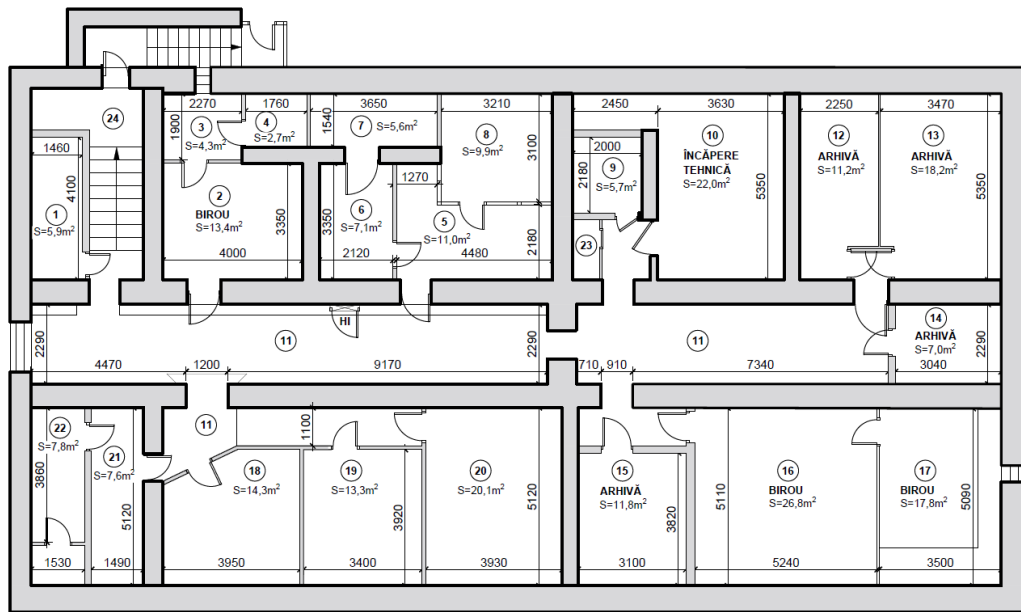 24
2270
1760
3650
3210
2450
3630
2250
3470
1900
3
S=4,3m²
4
S=2,7m²
1540
7
S=5,6m²
8
S=9,9m²
3100
10
ÎNCĂPERE
TEHNICĂ
S=22,0m²
5350
12
ARHIVĂ
S=11,2m²
13
ARHIVĂ
S=18,2m²
5350
1460
4100
1
S=5,9m²
2
BIROU
S=13,4m²
3350
4000
3350
6
S=7,1m²
2120
1270
5
S=11,0m²
4480
2180
2000
2180
9
S=5,7m²
23
2290
HI
11
2290
11
14
ARHIVĂ
S=7,0m²
2290
4470
1200
9170
710
910
7340
3040
22
S=7,8m²
3860
21
S=7,6m²
5120
11
1100
18
S=14,3m²
19
S=13,3m²
3920
20
S=20,1m²
5120
15
ARHIVĂ
S=11,8m²
3820
5110
16
BIROU
S=26,8m²
17
BIROU
S=17,8m²
5090
1530
1490
3950
3400
3930
3100
5240
3500